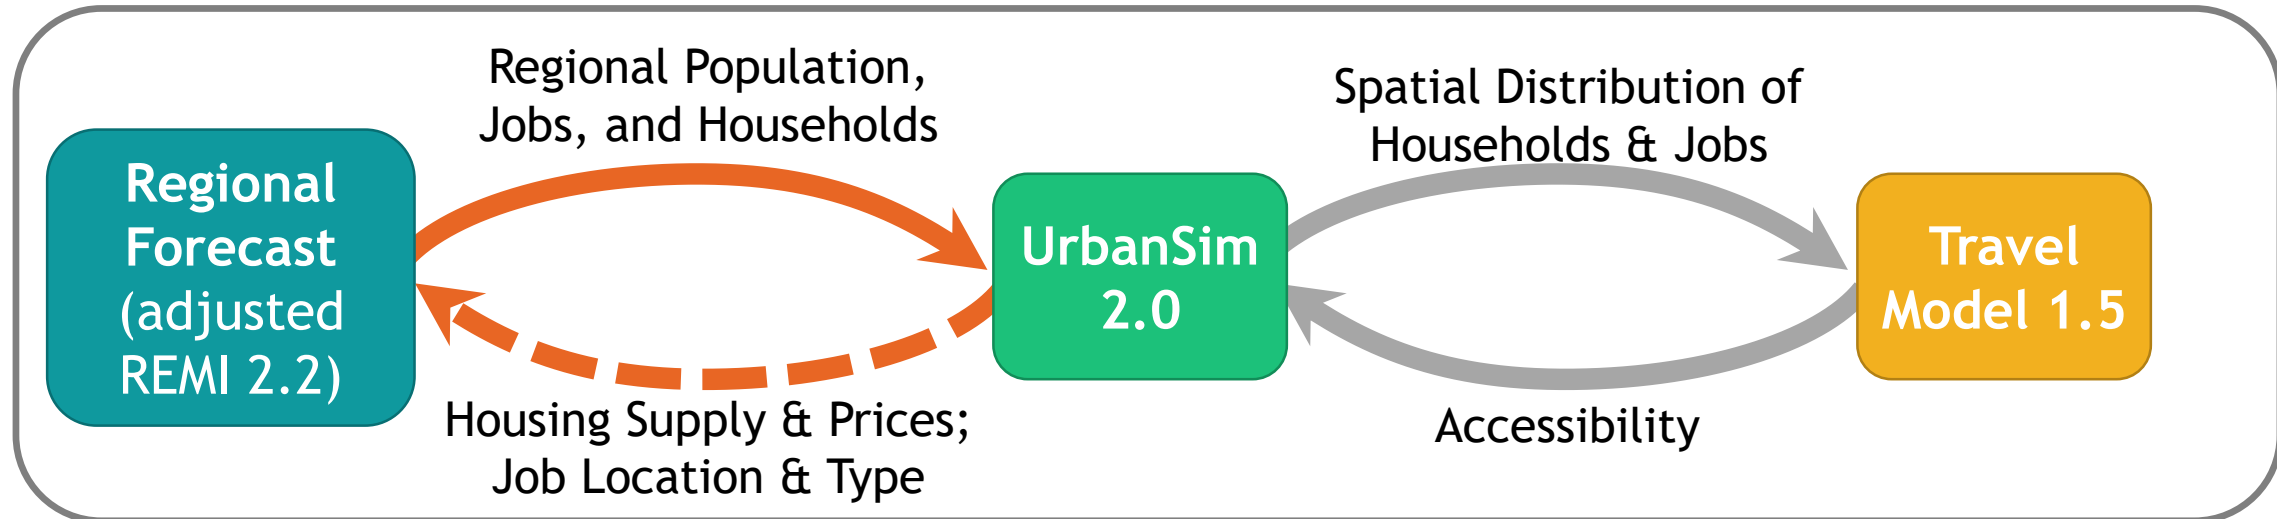 Regional Population,
Jobs, and Households
Spatial Distribution of
Households & Jobs
Regional
Forecast
(adjusted
REMI 2.2)
UrbanSim
2.0
Travel
Model 1.5
Housing Supply & Prices;
Job Location & Type
Accessibility